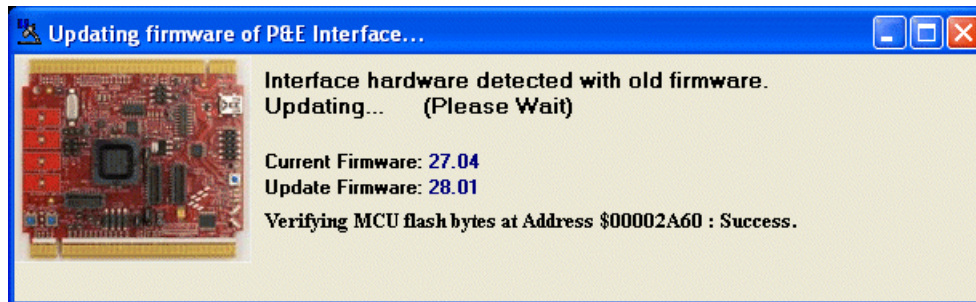 Updating firmware of P&E Interface...
Interface hardware detected with old firmware.
Updating... (Please Wait)
Current Firmware: 27.04
Update Firmware: 28.01
Verifying MCU flash bytes at Address $00002A60 : Success.